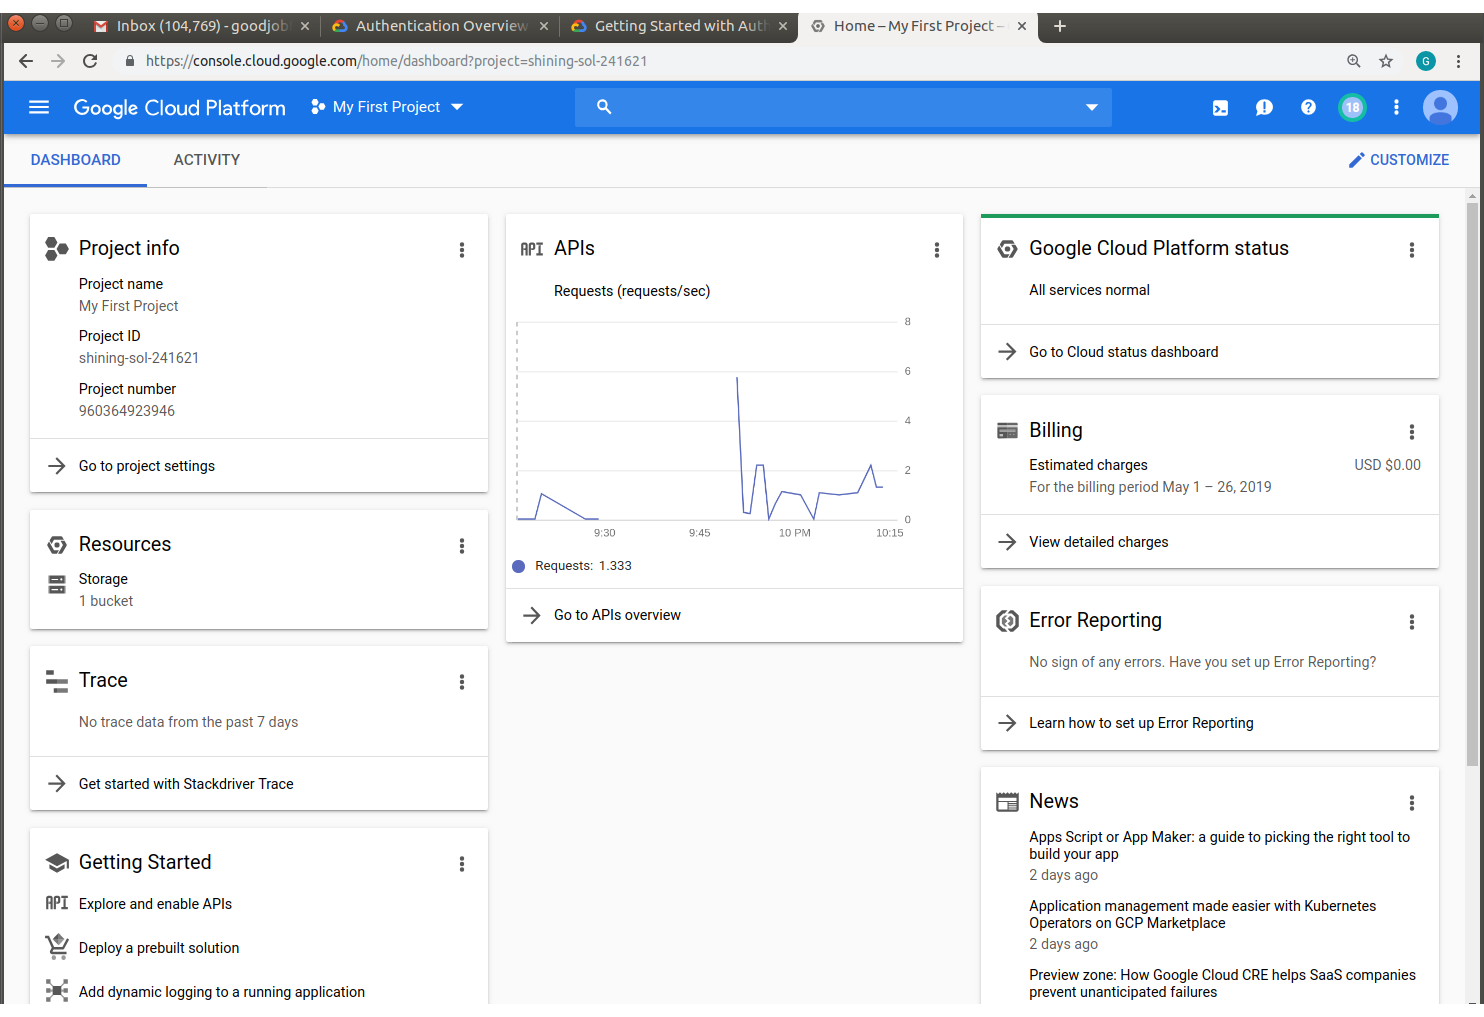 Inbox (104,769) - goodjob
Authentication Overview
Getting Started with Auth
Home – My First Project –
https://console.cloud.google.com/home/dashboard?project=shining-sol-241621
G
Google Cloud Platform
My First Project
18
DASHBOARD
ACTIVITY
CUSTOMIZE
Project info
Project name
My First Project
Project ID
shining-sol-241621
Project number
960364923946
Go to project settings
Resources
Storage
1 bucket
Trace
No trace data from the past 7 days
Get started with Stackdriver Trace
Getting Started
API Explore and enable APIs
Deploy a prebuilt solution
Add dynamic logging to a running application
API APIs
Requests (requests/sec)
8
6
4
2
0
9:30 9:45 10 PM 10:15
Requests: 1.333
Go to APIs overview
Google Cloud Platform status
All services normal
Go to Cloud status dashboard
Billing
Estimated charges USD $0.00
For the billing period May 1 – 26, 2019
View detailed charges
Error Reporting
No sign of any errors. Have you set up Error Reporting?
Learn how to set up Error Reporting
News
Apps Script or App Maker: a guide to picking the right tool to
build your app
2 days ago
Application management made easier with Kubernetes
Operators on GCP Marketplace
2 days ago
Preview zone: How Google Cloud CRE helps SaaS companies
prevent unanticipated failures